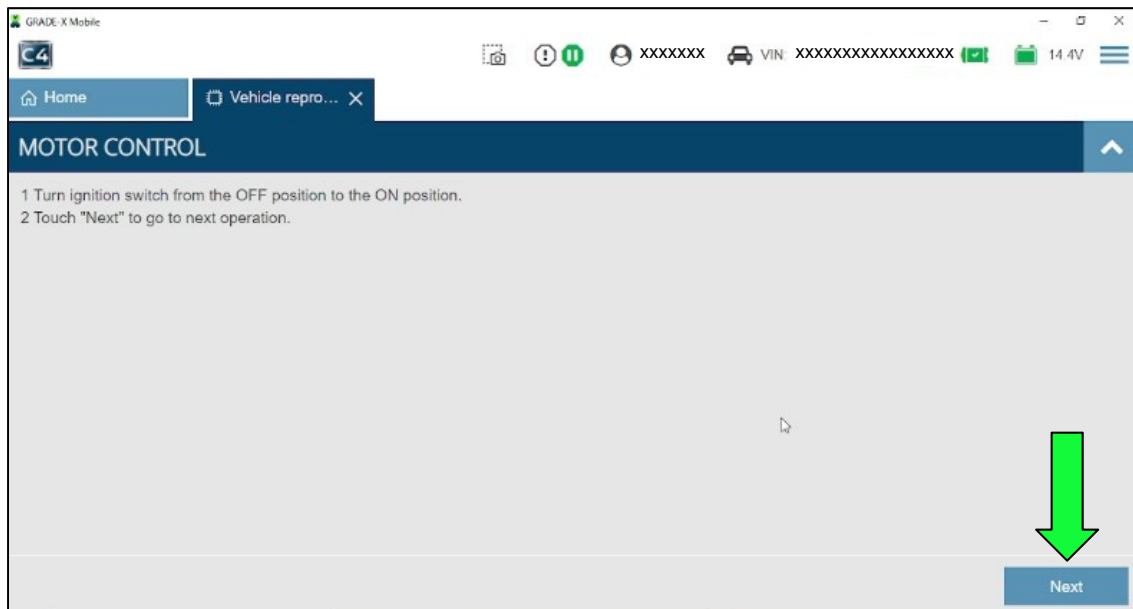 GRADE-X Mobile
C4
XXXXXXX
VIN: XXXXXXXXXXXXXXXXX
14.4V
Home
Vehicle repro...
MOTOR CONTROL
1 Turn ignition switch from the OFF position to the ON position.
2 Touch "Next" to go to next operation.
Next